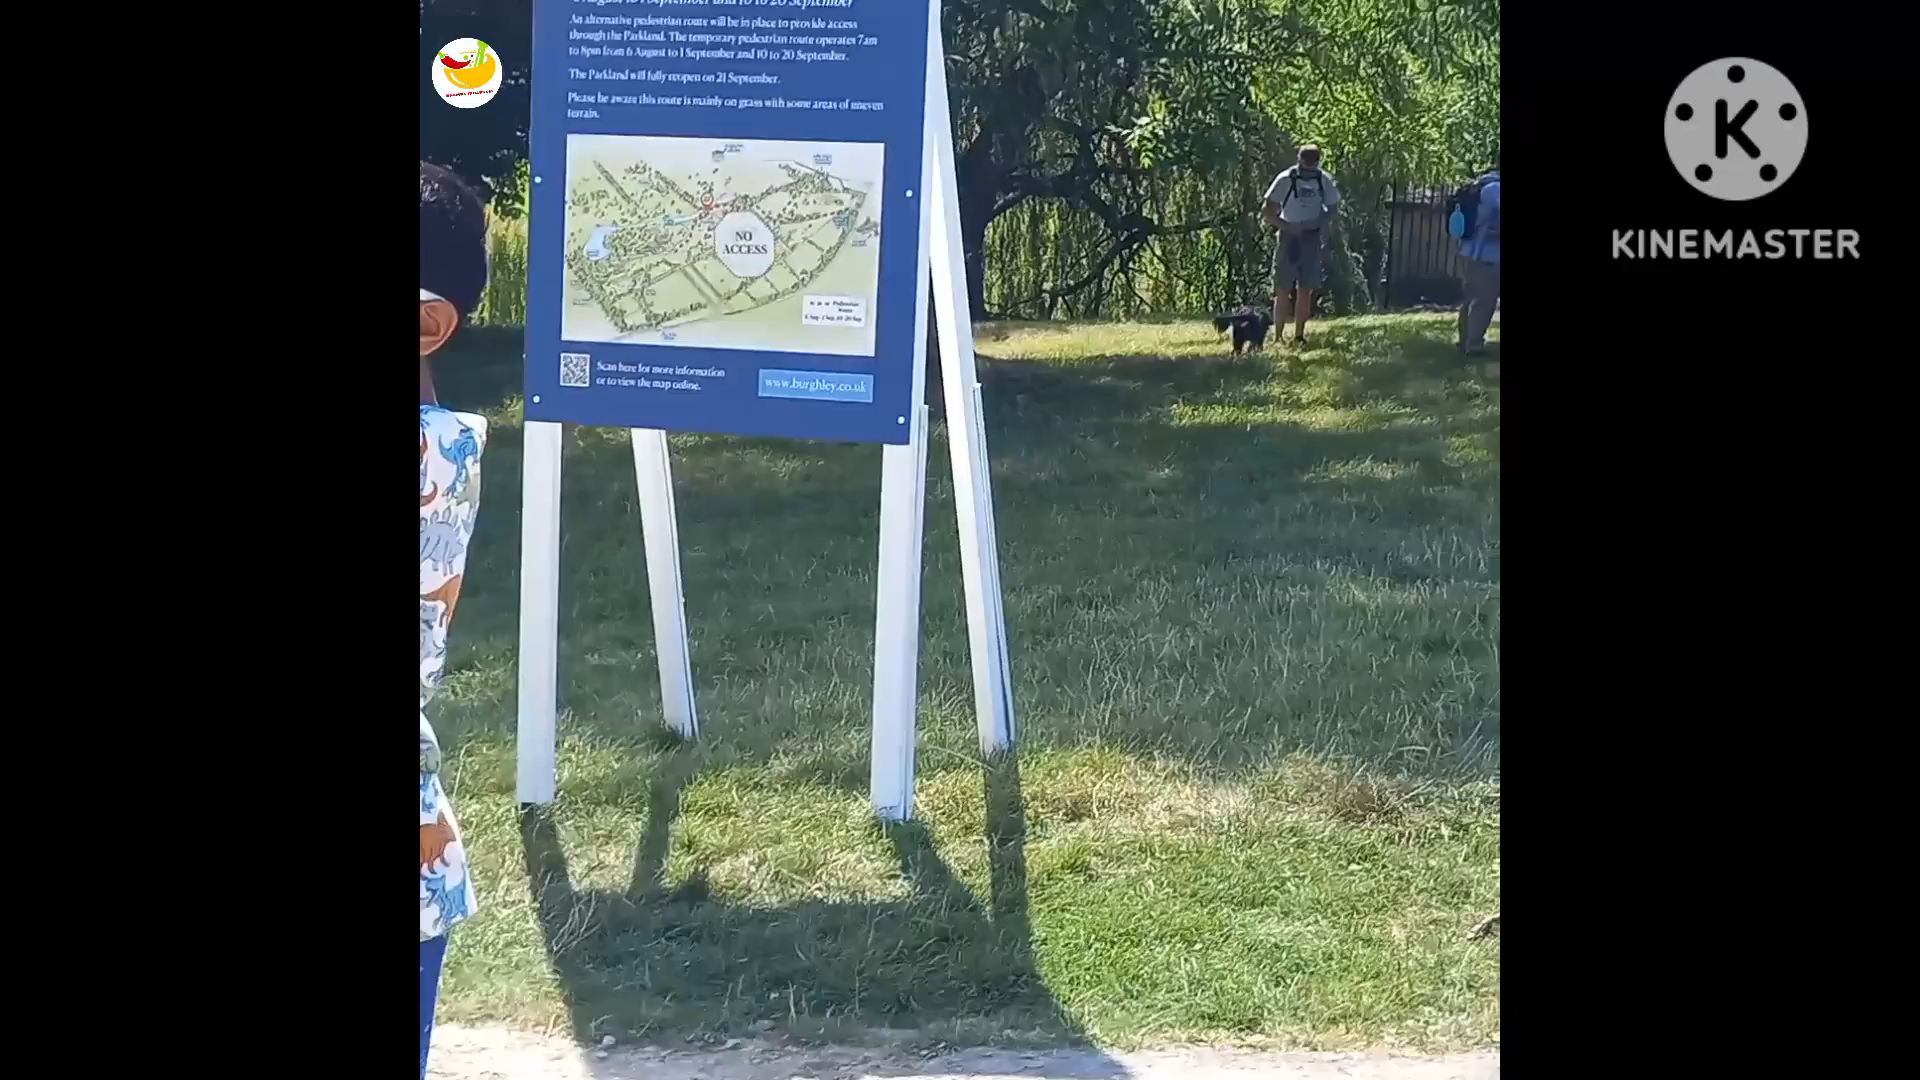 An alternative pedestrian route will be in place to provide access
through the Parkland. The temporary pedestrian route operates 7am
to 8pm from 6 August to 1 September and 10 to 20 September.
The Parkland will fully reopen on 21 September.
Please be aware this route is mainly on grass with some areas of uneven
terrain.
NO
ACCESS
Pedestrian
Route
Scan here for more information
or to view the map online.
www.burghley.co.uk
KINEMASTER